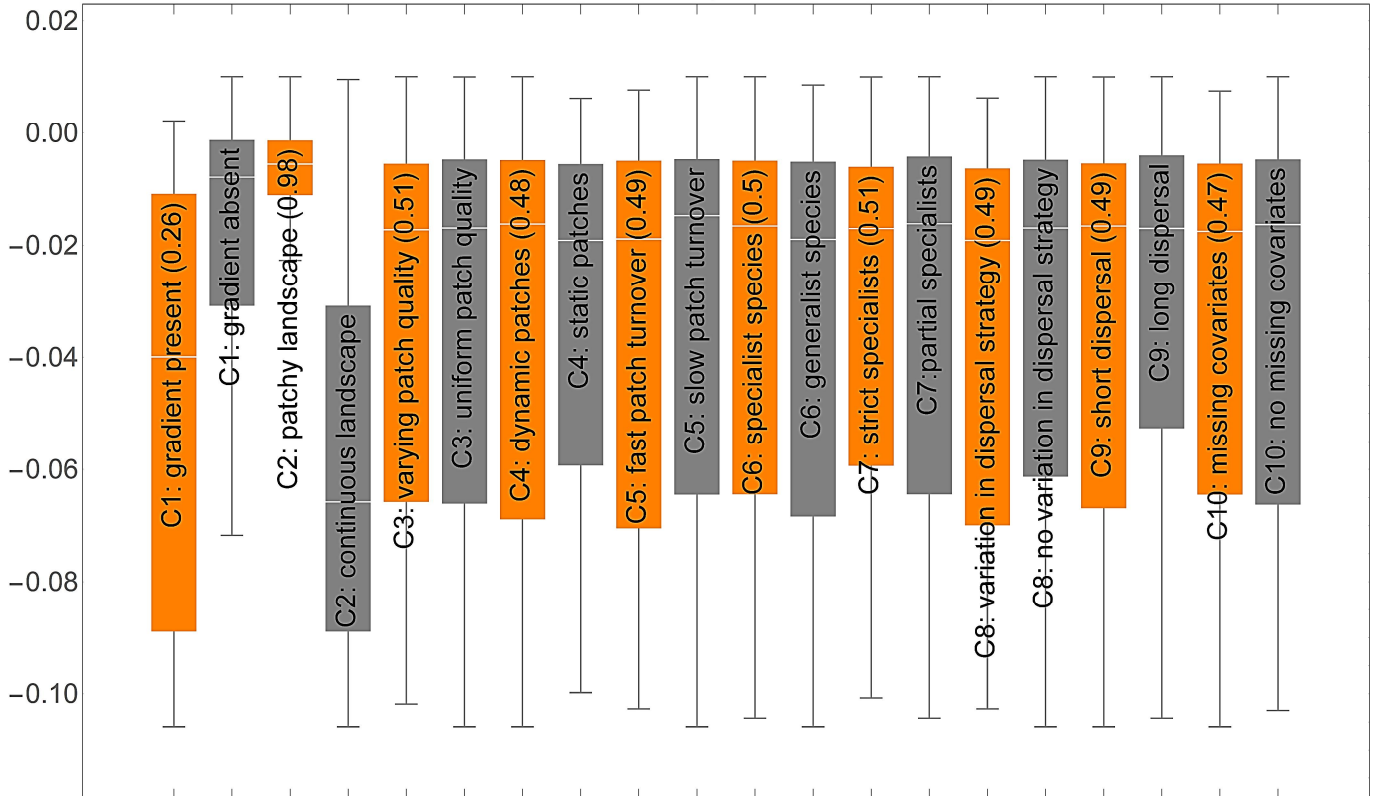 0.02
0.00
−0.02
−0.04
−0.06
−0.08
−0.10
C1: gradient present (0.26)
C1: gradient absent
C2: patchy landscape (0.98)
C2: continuous landscape
C3: varying patch quality (0.51)
C3: uniform patch quality
C4: dynamic patches (0.48)
C4: static patches
C5: fast patch turnover (0.49)
C5: slow patch turnover
C6: specialist species (0.5)
C6: generalist species
C7: strict specialists (0.51)
C7:partial specialists
C8: variation in dispersal strategy (0.49)
C8: no variation in dispersal strategy
C9: short dispersal (0.49)
C9: long dispersal
C10: missing covariates (0.47)
C10: no missing covariates